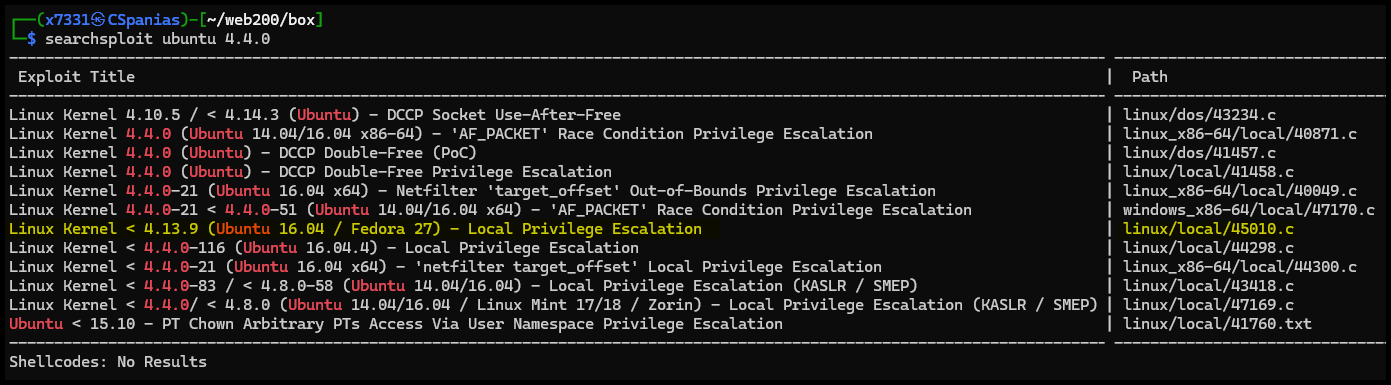 ┌──(x7331㉿CSpanias)-[~/web200/box]
└─$ searchsploit ubuntu 4.4.0
Exploit Title | Path
Linux Kernel 4.10.5 / < 4.14.3 (Ubuntu) - DCCP Socket Use-After-Free | linux/dos/43234.c
Linux Kernel 4.4.0 (Ubuntu 14.04/16.04 x86-64) - 'AF_PACKET' Race Condition Privilege Escalation | linux_x86-64/local/40871.c
Linux Kernel 4.4.0 (Ubuntu) - DCCP Double-Free (PoC) | linux/dos/41457.c
Linux Kernel 4.4.0 (Ubuntu) - DCCP Double-Free Privilege Escalation | linux/local/41458.c
Linux Kernel 4.4.0-21 (Ubuntu 16.04 x64) - Netfilter 'target_offset' Out-of-Bounds Privilege Escalation | linux_x86-64/local/40049.c
Linux Kernel 4.4.0-21 < 4.4.0-51 (Ubuntu 14.04/16.04 x64) - 'AF_PACKET' Race Condition Privilege Escalation | windows_x86-64/local/47170.c
Linux Kernel < 4.13.9 (Ubuntu 16.04 / Fedora 27) - Local Privilege Escalation | linux/local/45010.c
Linux Kernel < 4.4.0-116 (Ubuntu 16.04.4) - Local Privilege Escalation | linux/local/44298.c
Linux Kernel < 4.4.0-21 (Ubuntu 16.04 x64) - 'netfilter target_offset' Local Privilege Escalation | linux_x86-64/local/44300.c
Linux Kernel < 4.4.0-83 / < 4.8.0-58 (Ubuntu 14.04/16.04) - Local Privilege Escalation (KASLR / SMEP) | linux/local/43418.c
Linux Kernel < 4.4.0/ < 4.8.0 (Ubuntu 14.04/16.04 / Linux Mint 17/18 / Zorin) - Local Privilege Escalation (KASLR / SMEP) | linux/local/47169.c
Ubuntu < 15.10 - PT Chown Arbitrary PTs Access Via User Namespace Privilege Escalation | linux/local/41760.txt
Shellcodes: No Results